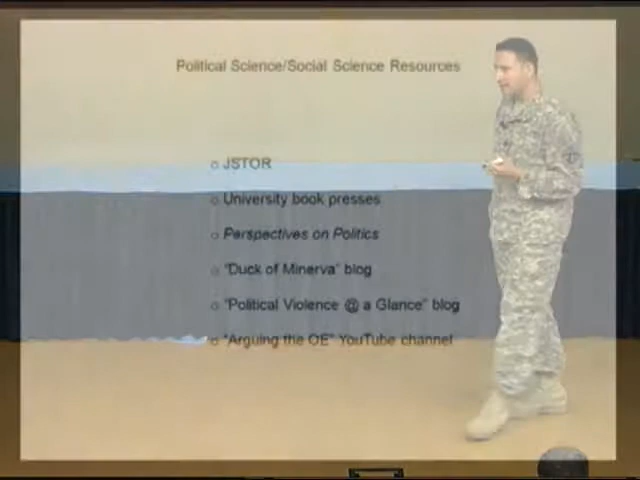 Political Science/Social Science Resources
JSTOR
University book presses
Perspectives on Politics
"Duck of Minerva" blog
"Political Violence @ a Glance" blog
"Arguing the OE" YouTube channel